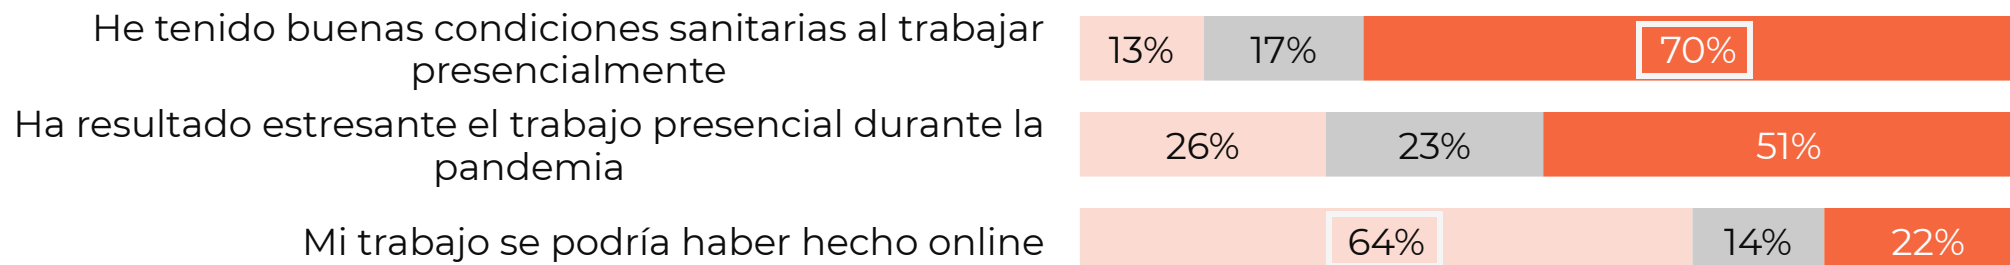 He tenido buenas condiciones sanitarias al trabajar
presencialmente
13% 17% 70%
Ha resultado estresante el trabajo presencial durante la
pandemia
26% 23% 51%
Mi trabajo se podría haber hecho online
64% 14% 22%